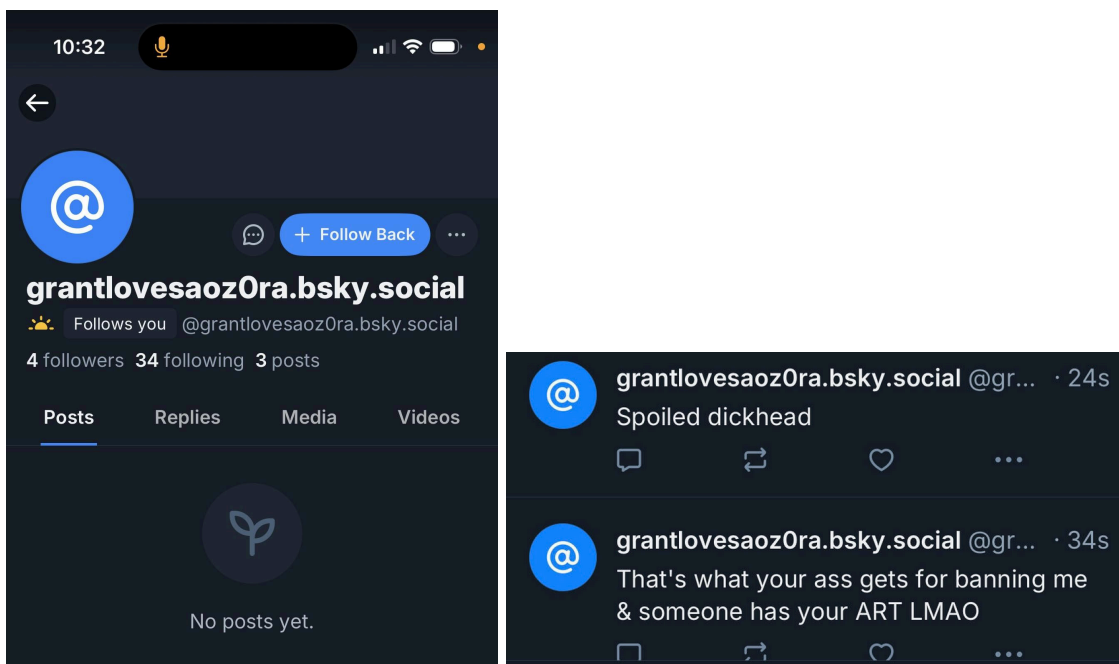 10:32
@
+ Follow Back
grantlovesaoz0ra.bsky.social
Follows you @grantlovesaoz0ra.bsky.social
4 followers 34 following 3 posts
Posts Replies Media Videos
No posts yet.
@
grantlovesaoz0ra.bsky.social @gr... · 24s
Spoiled dickhead
@
grantlovesaoz0ra.bsky.social @gr... · 34s
That's what your ass gets for banning me
& someone has your ART LMAO